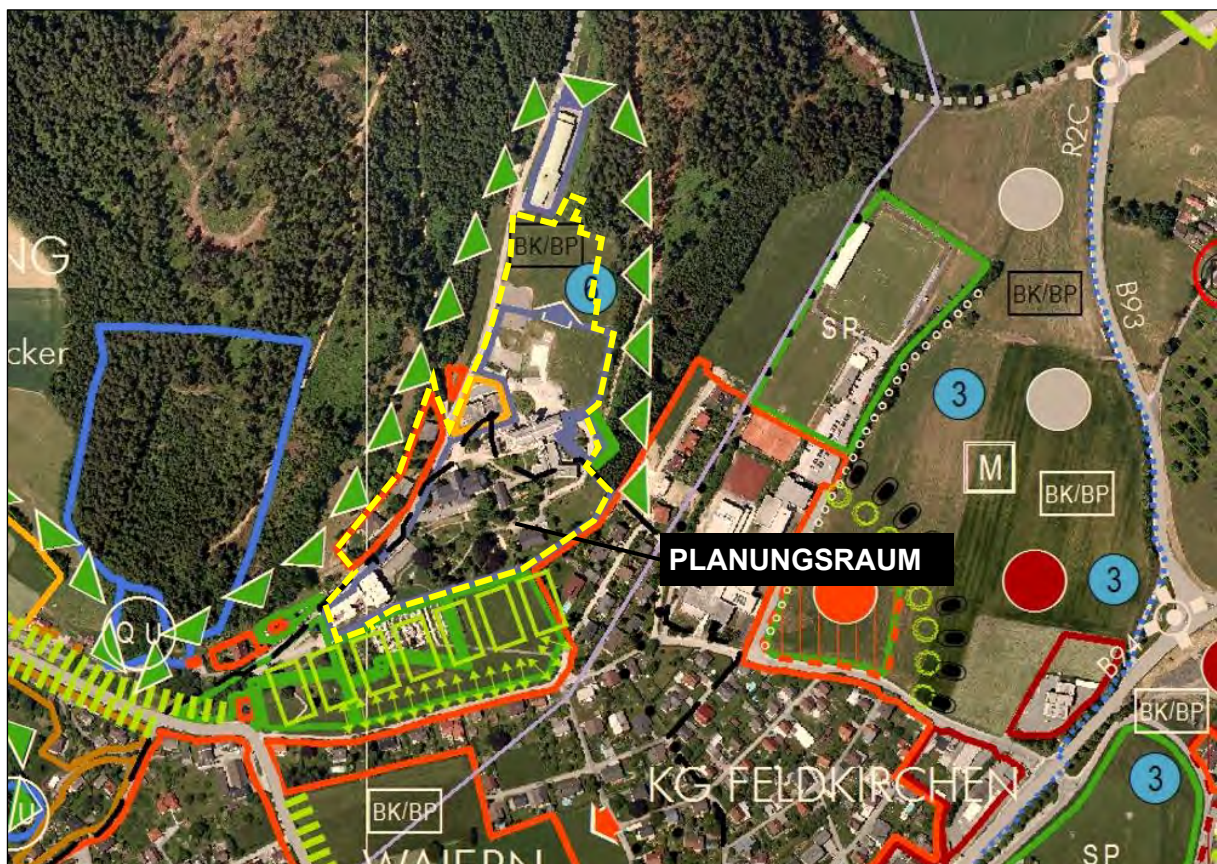 R2C
NG
BK/BP
6
BK/BP
B93
SP
cker
3
M
BK/BP
PLANUNGSRAUM
3
Q U
B94
BK/BP
KG FELDKIRCHEN
3
U
BK/BP
WAIERN
SP